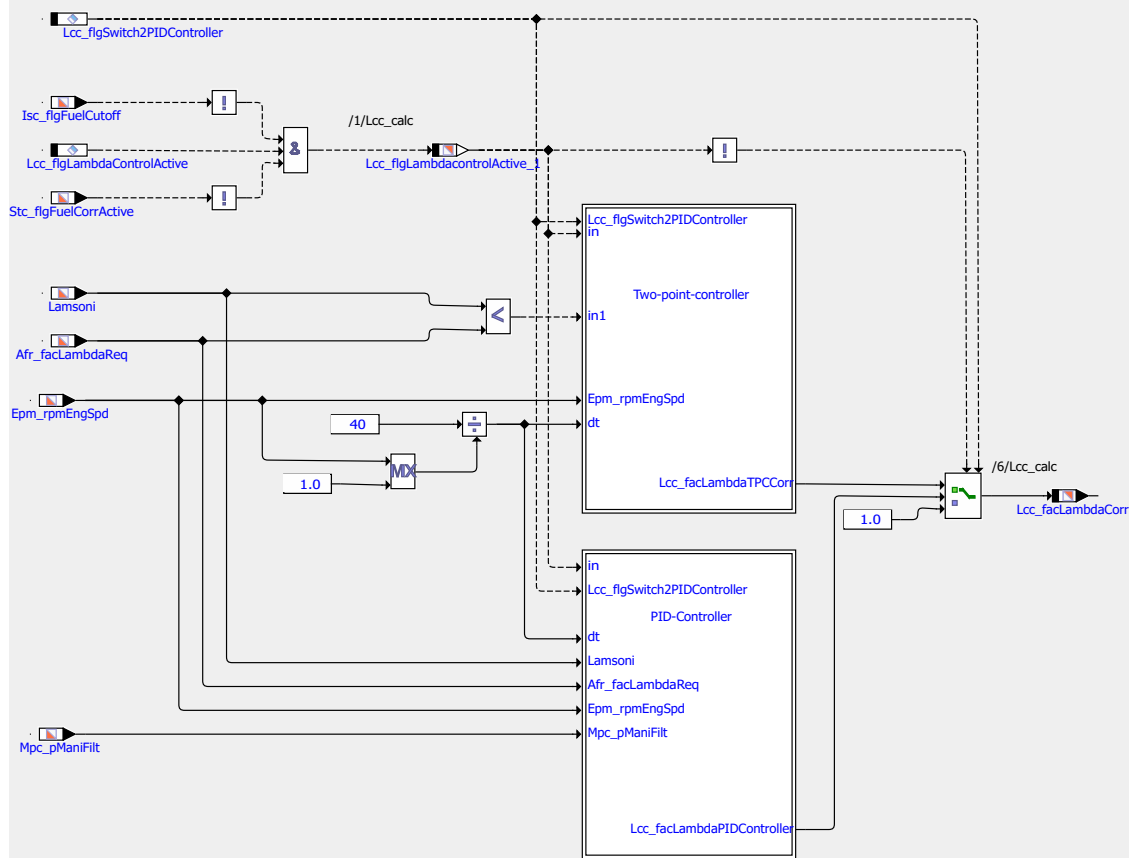 Lcc_flgSwitch2PIDController
Isc_flgFuelCutoff
!
/1/Lcc_calc
&
Lcc_flgLambdaControlActive
Lcc_flgLambdacontrolActive_1
!
Stc_flgFuelCorrActive
!
Lcc_flgSwitch2PIDController
in
Lamsoni
Two-point-controller
<
in1
Afr_facLambdaReq
Epm_rpmEngSpd
Epm_rpmEngSpd
40
÷
dt
MX
1.0
Lcc_facLambdaTPCCorr
/6/Lcc_calc
Lcc_facLambdaCorr
1.0
in
Lcc_flgSwitch2PIDController
PID-Controller
dt
Lamsoni
Afr_facLambdaReq
Epm_rpmEngSpd
Mpc_pManiFilt
Mpc_pManiFilt
Lcc_facLambdaPIDController